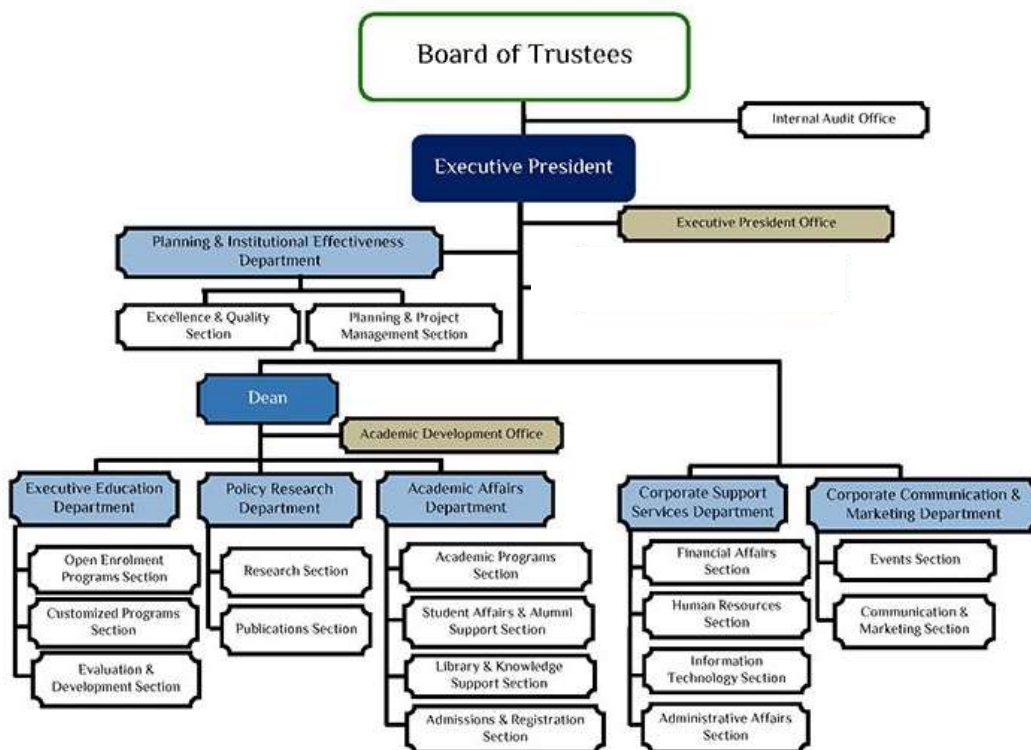 Board of Trustees
Internal Audit Office
Executive President
Executive President Office
Planning & Institutional Effectiveness
Department
Excellence & Quality
Section
Planning & Project
Management Section
Dean
Academic Development Office
Executive Education
Department
Policy Research
Department
Academic Affairs
Department
Corporate Support
Services Department
Corporate Communication &
Marketing Department
Open Enrolment
Programs Section
Customized Programs
Section
Evaluation &
Development Section
Research Section
Publications Section
Academic Programs
Section
Student Affairs & Alumni
Support Section
Library & Knowledge
Support Section
Admissions & Registration
Section
Financial Affairs
Section
Human Resources
Section
Information
Technology Section
Administrative Affairs
Section
Events Section
Communication &
Marketing Section